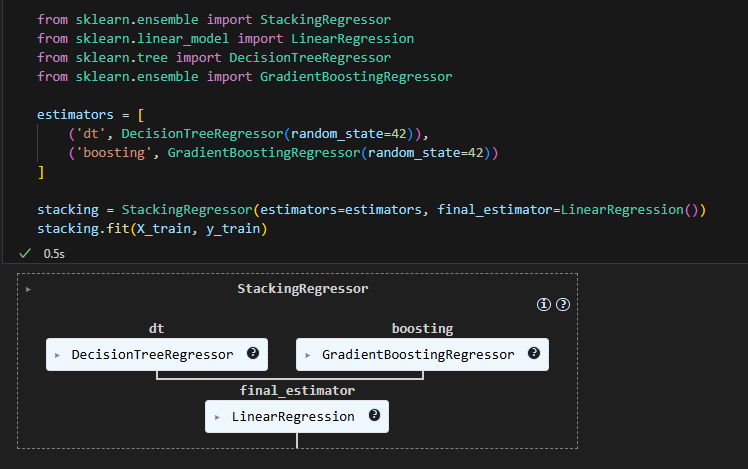 from sklearn.ensemble import StackingRegressor
from sklearn.linear_model import LinearRegression
from sklearn.tree import DecisionTreeRegressor
from sklearn.ensemble import GradientBoostingRegressor

estimators = [
    ('dt', DecisionTreeRegressor(random_state=42)),
    ('boosting', GradientBoostingRegressor(random_state=42))
]

stacking = StackingRegressor(estimators=estimators, final_estimator=LinearRegression())
stacking.fit(X_train, y_train)
✓ 0.5s
▸ StackingRegressor
i ?
dt boosting
▸ DecisionTreeRegressor ? ▸ GradientBoostingRegressor ?
final_estimator
▸ LinearRegression ?